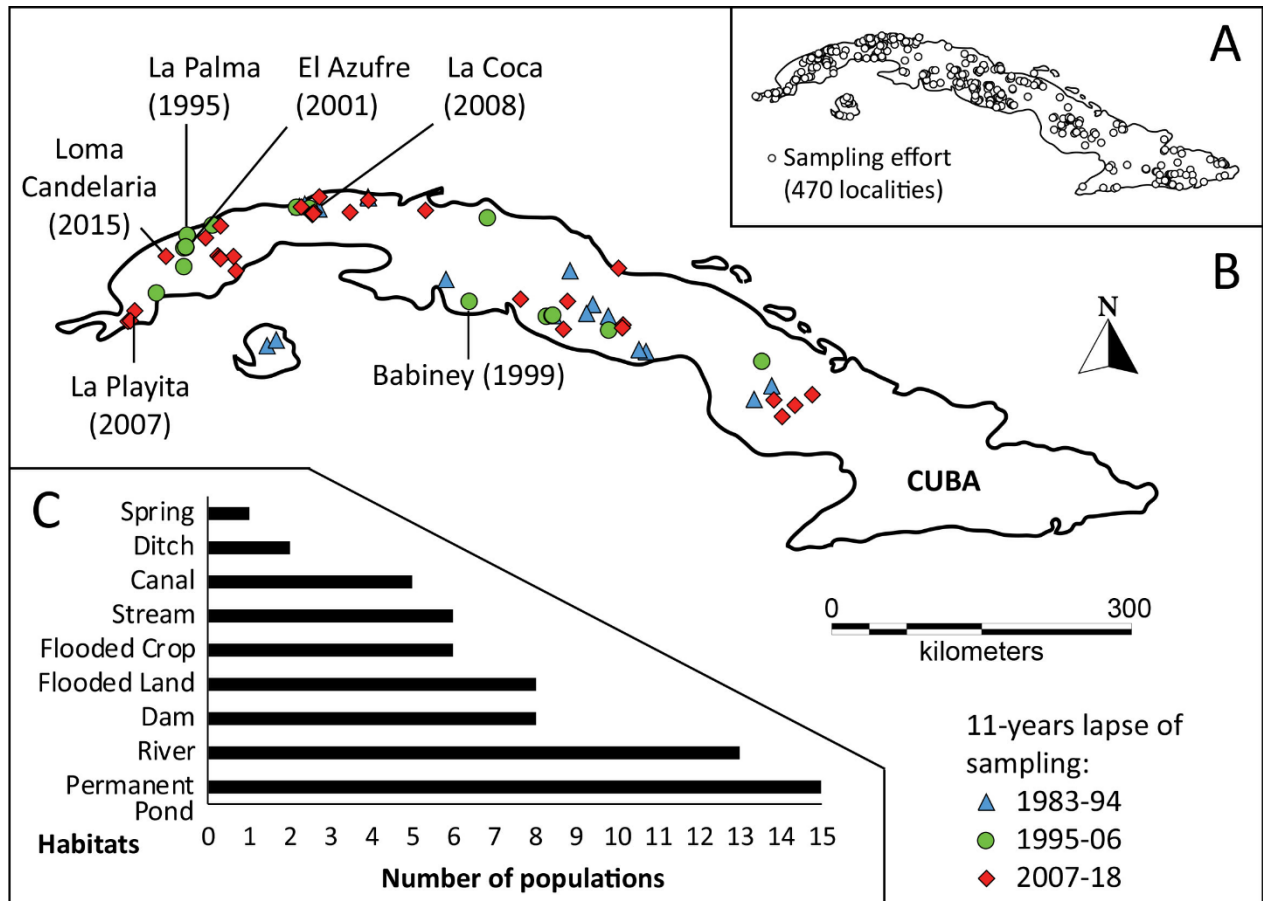 A
Sampling effort
(470 localities)
B
La Palma
(1995)
El Azufre
(2001)
La Coca
(2008)
Loma
Candelaria
(2015)
La Playita
(2007)
Babiney (1999)
N
CUBA
0 300
kilometers
11-years lapse of
sampling:
1983-94
1995-06
2007-18
C
Spring
Ditch
Canal
Stream
Flooded Crop
Flooded Land
Dam
River
Permanent
Pond
0 1 2 3 4 5 6 7 8 9 10 11 12 13 14 15
Habitats
Number of populations